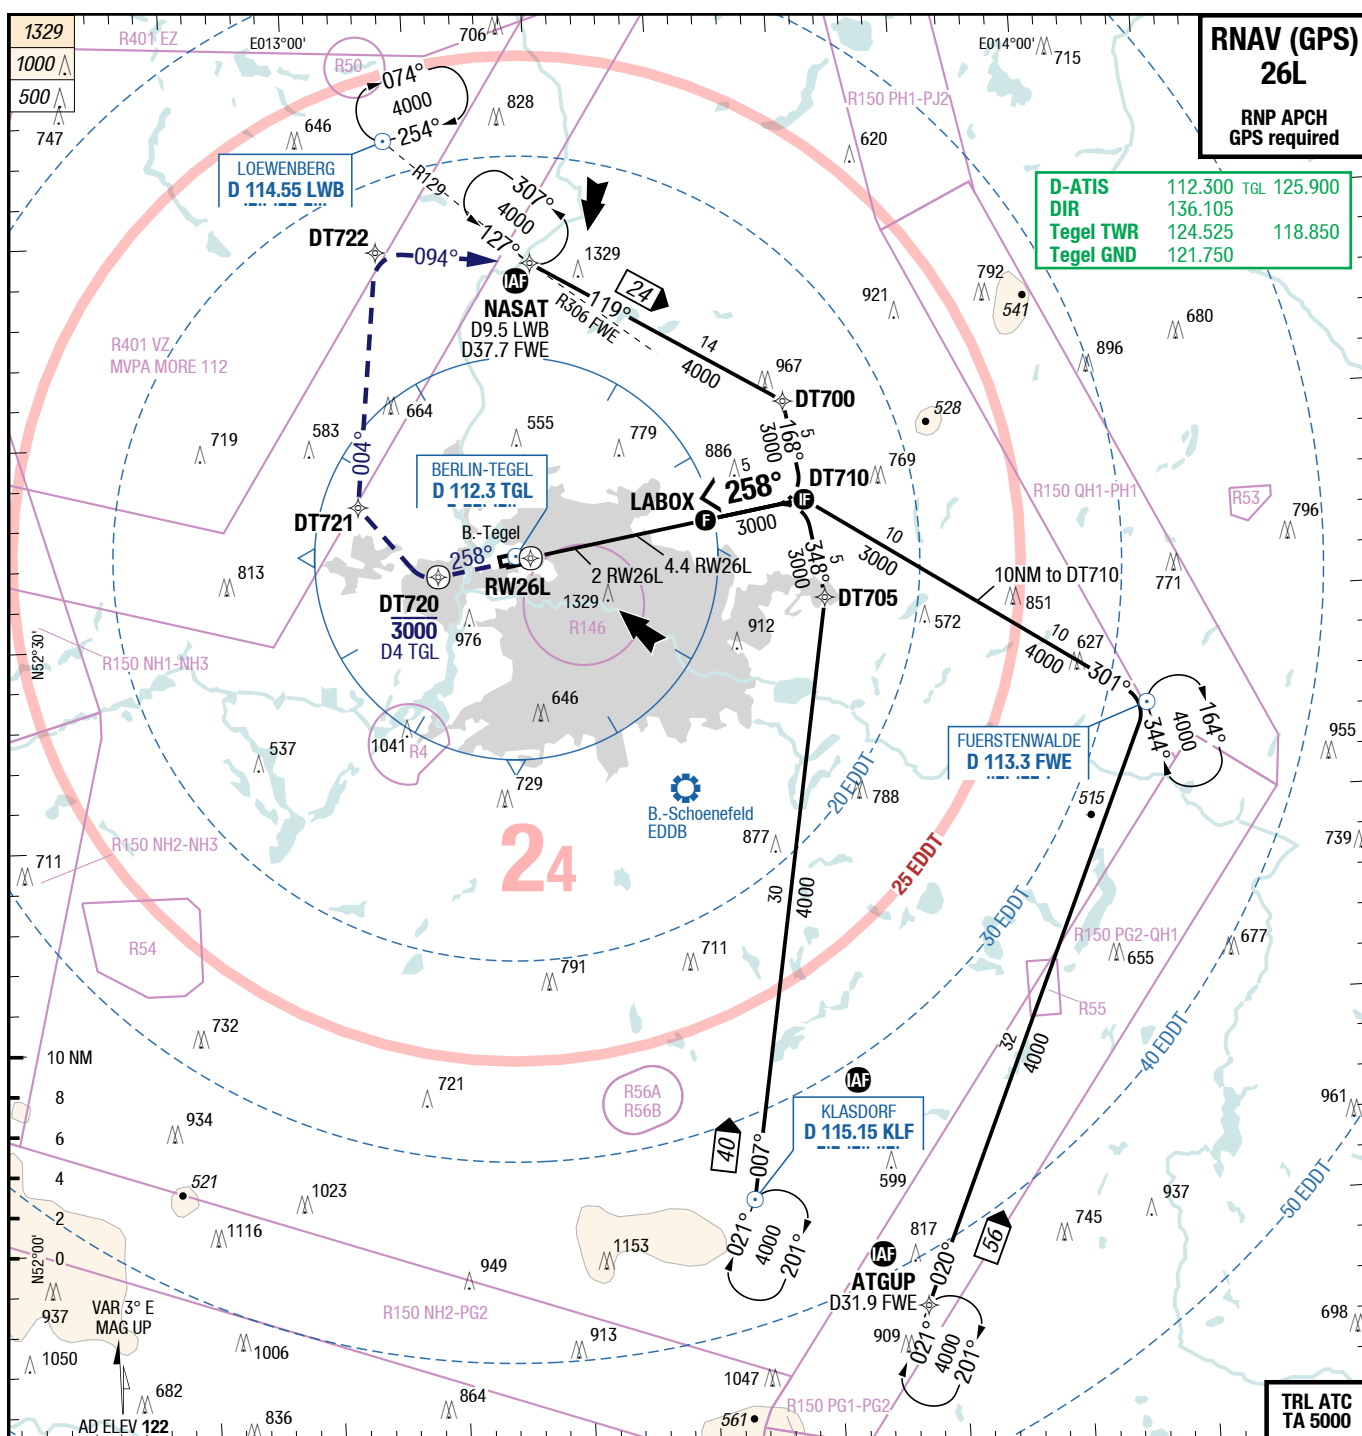 1329
1000
500
747
R401 EZ
E013°00'
706
R50
074°
4000
254°
828
646
LOEWENBERG
D 114.55 LWB
R129
307°
4000
127°
E014°00'
715
R150 PH1-PJ2
620
RNAV (GPS)
26L
RNP APCH
GPS required
D-ATIS 112.300 TGL 125.900
DIR 136.105
Tegel TWR 124.525 118.850
Tegel GND 121.750
DT722
094°
IAF
NASAT
D9.5 LWB
D37.7 FWE
1329
24
119°
R306 FWE
14
4000
792
541
921
680
896
R401 VZ
MVPA MORE 112
967
DT700
664
528
719
583
555
779
004°
168°
5
3000
886
5
769
BERLIN-TEGEL
D 112.3 TGL
LABOX
258°
DT710
IF
F
3000
R150 QH1-PH1
R53
796
DT721
B.-Tegel
258°
RW26L
2 RW26L
4.4 RW26L
348°
5
3000
10
3000
10NM to DT710
771
813
DT720
3000
D4 TGL
1329
R146
DT705
851
976
912
572
10
4000
627
301°
N52°30'
R150 NH1-NH3
646
164°
4000
344°
1041
R4
537
FUERSTENWALDE
D 113.3 FWE
955
729
B.-Schoenefeld
EDDB
20 EDDT
788
515
877
739
24
25 EDDT
R150 NH2-NH3
711
30
4000
30 EDDT
R54
711
R150 PG2-QH1
655
677
791
R55
732
32
4000
40 EDDT
10 NM
8
6
4
2
0
721
R56A
R56B
IAF
KLASDORF
D 115.15 KLF
961
934
40
007°
599
521
1023
937
50 EDDT
1116
021°
4000
201°
817
56
745
N52°00'
1153
IAF
ATGUP
D31.9 FWE
020°
949
R150 NH2-PG2
937
VAR 3° E
MAG UP
698
1050
1006
913
909
021°
4000
201°
1047
682
864
R150 PG1-PG2
561
836
AD ELEV 122
TRL ATC
TA 5000